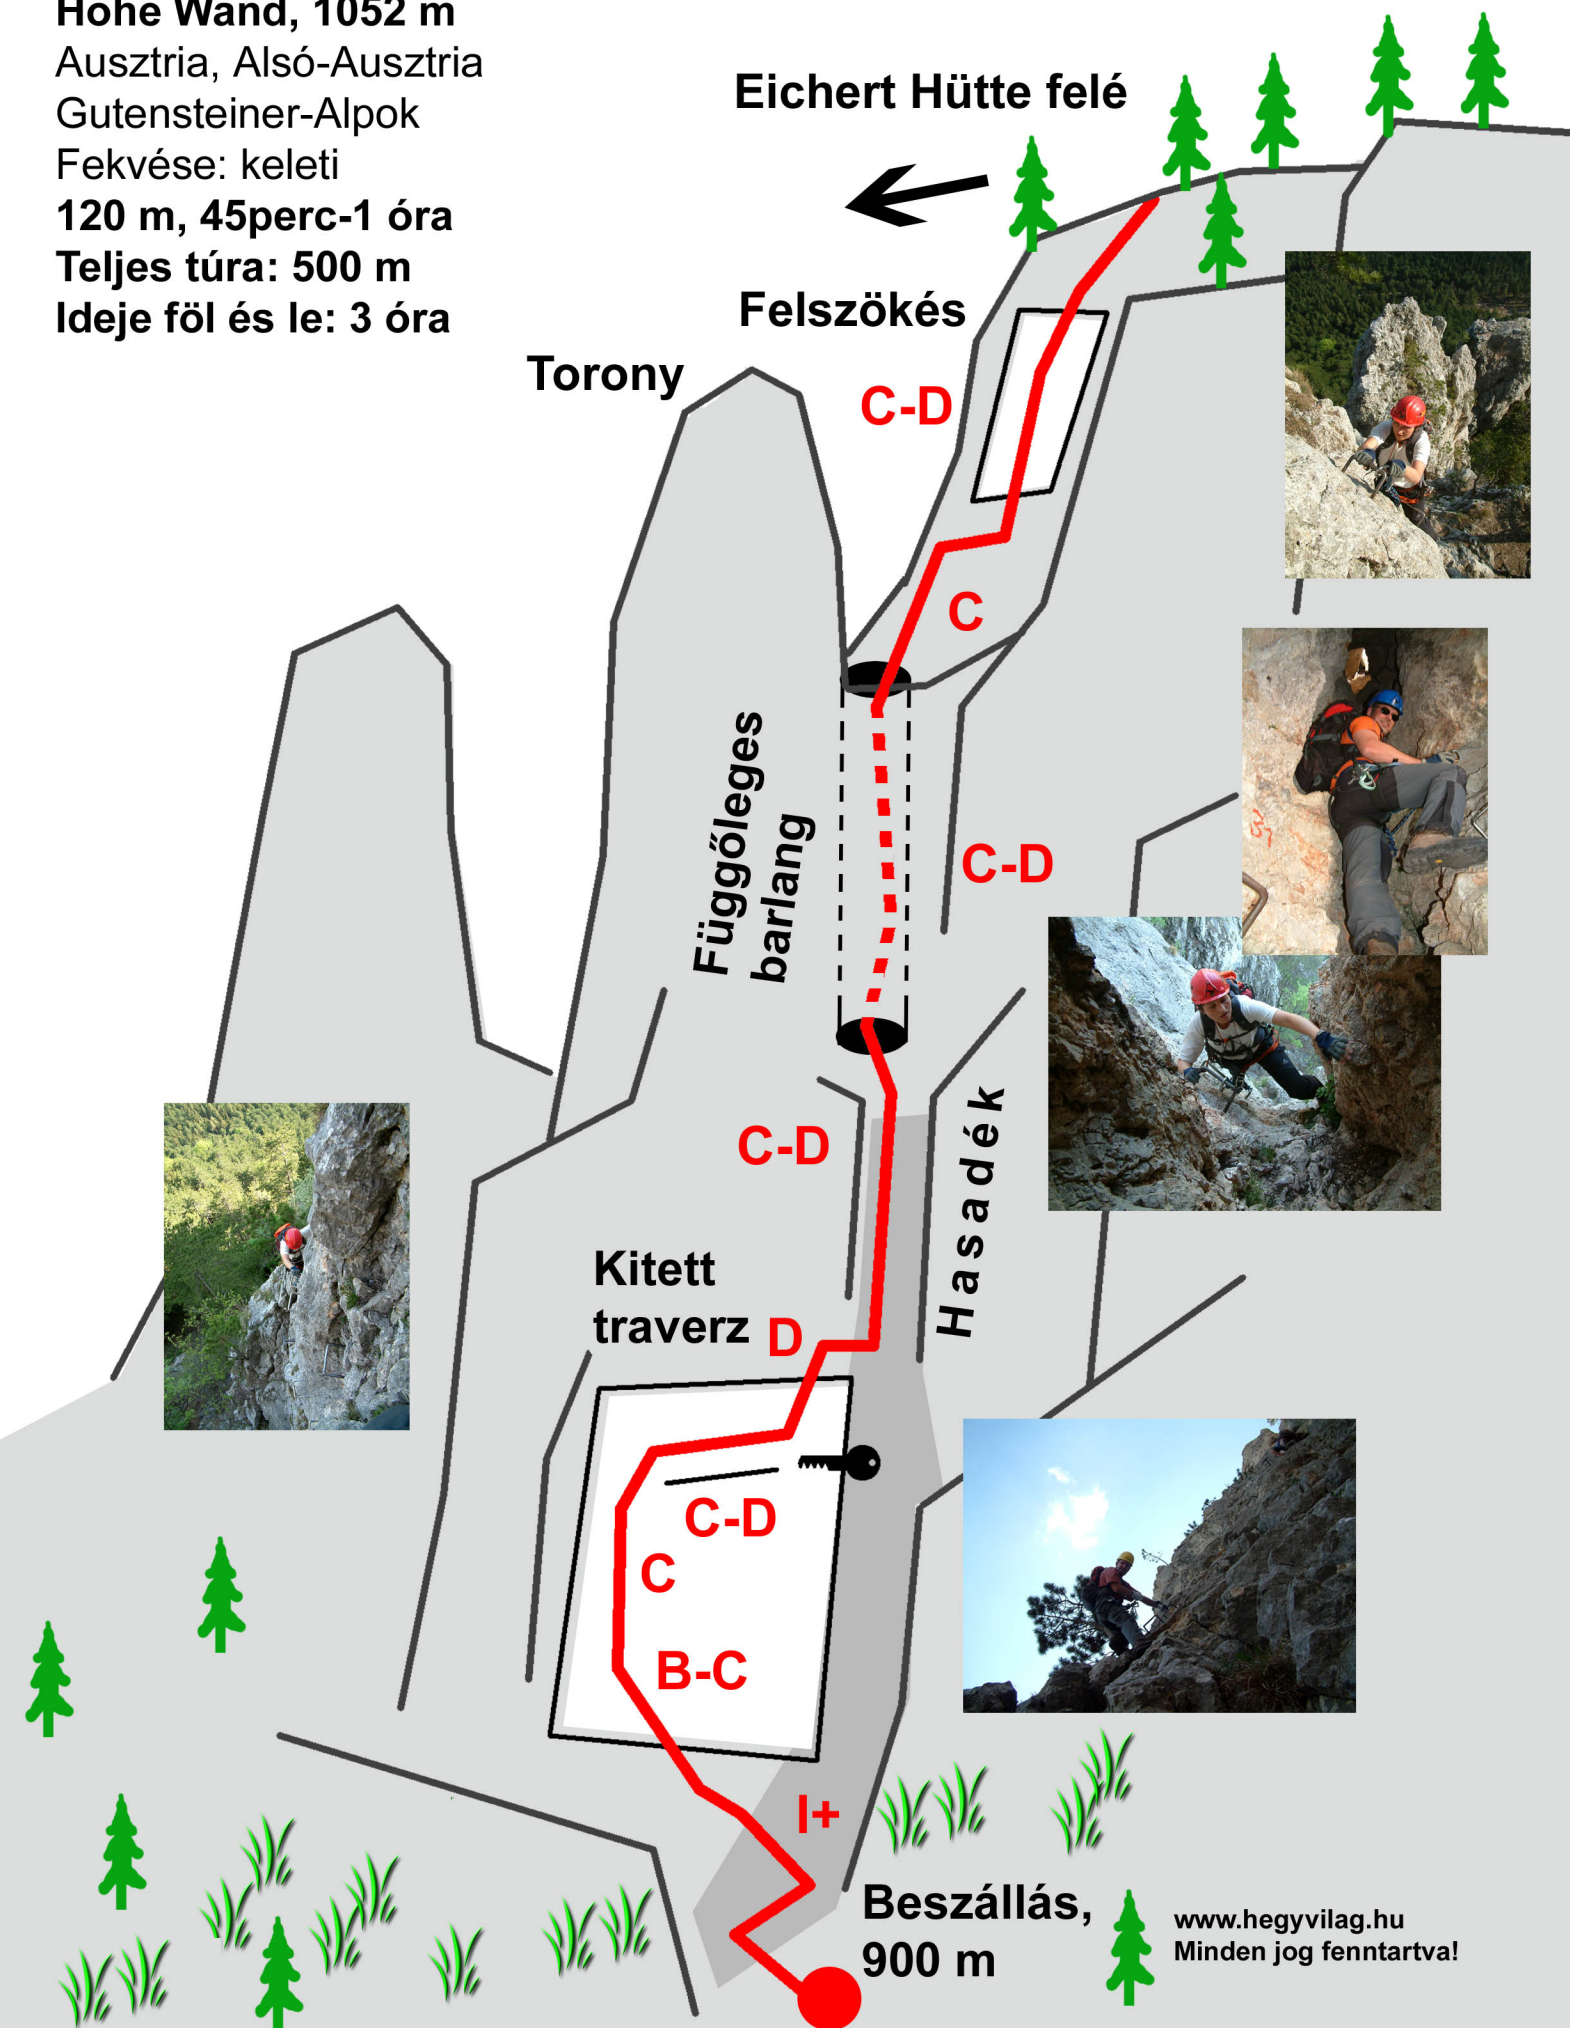 Hohe Wand, 1052 m
Ausztria, Alsó-Ausztria
Gutensteiner-Alpok
Fekvése: keleti
120 m, 45perc-1 óra
Teljes túra: 500 m
Ideje föl és le: 3 óra
Eichert Hütte felé
Felszökés
Torony
C-D
C
Függőleges
barlang
C-D
C-D
Hasadék
Kitett
traverz
D
C-D
C
B-C
I+
Beszállás,
900 m
www.hegyvilag.hu
Minden jog fenntartva!